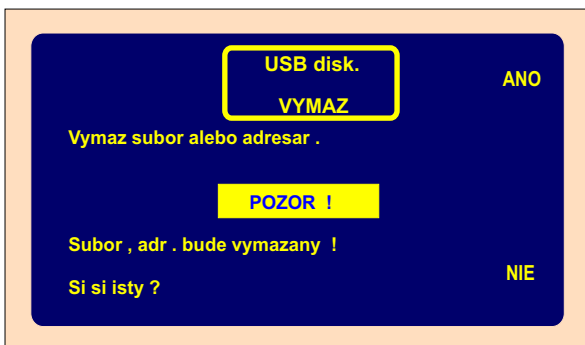 USB disk.
ANO
VYMAZ
Vymaz subor alebo adresar .
POZOR !
Subor , adr . bude vymazany !
NIE
Si si isty ?